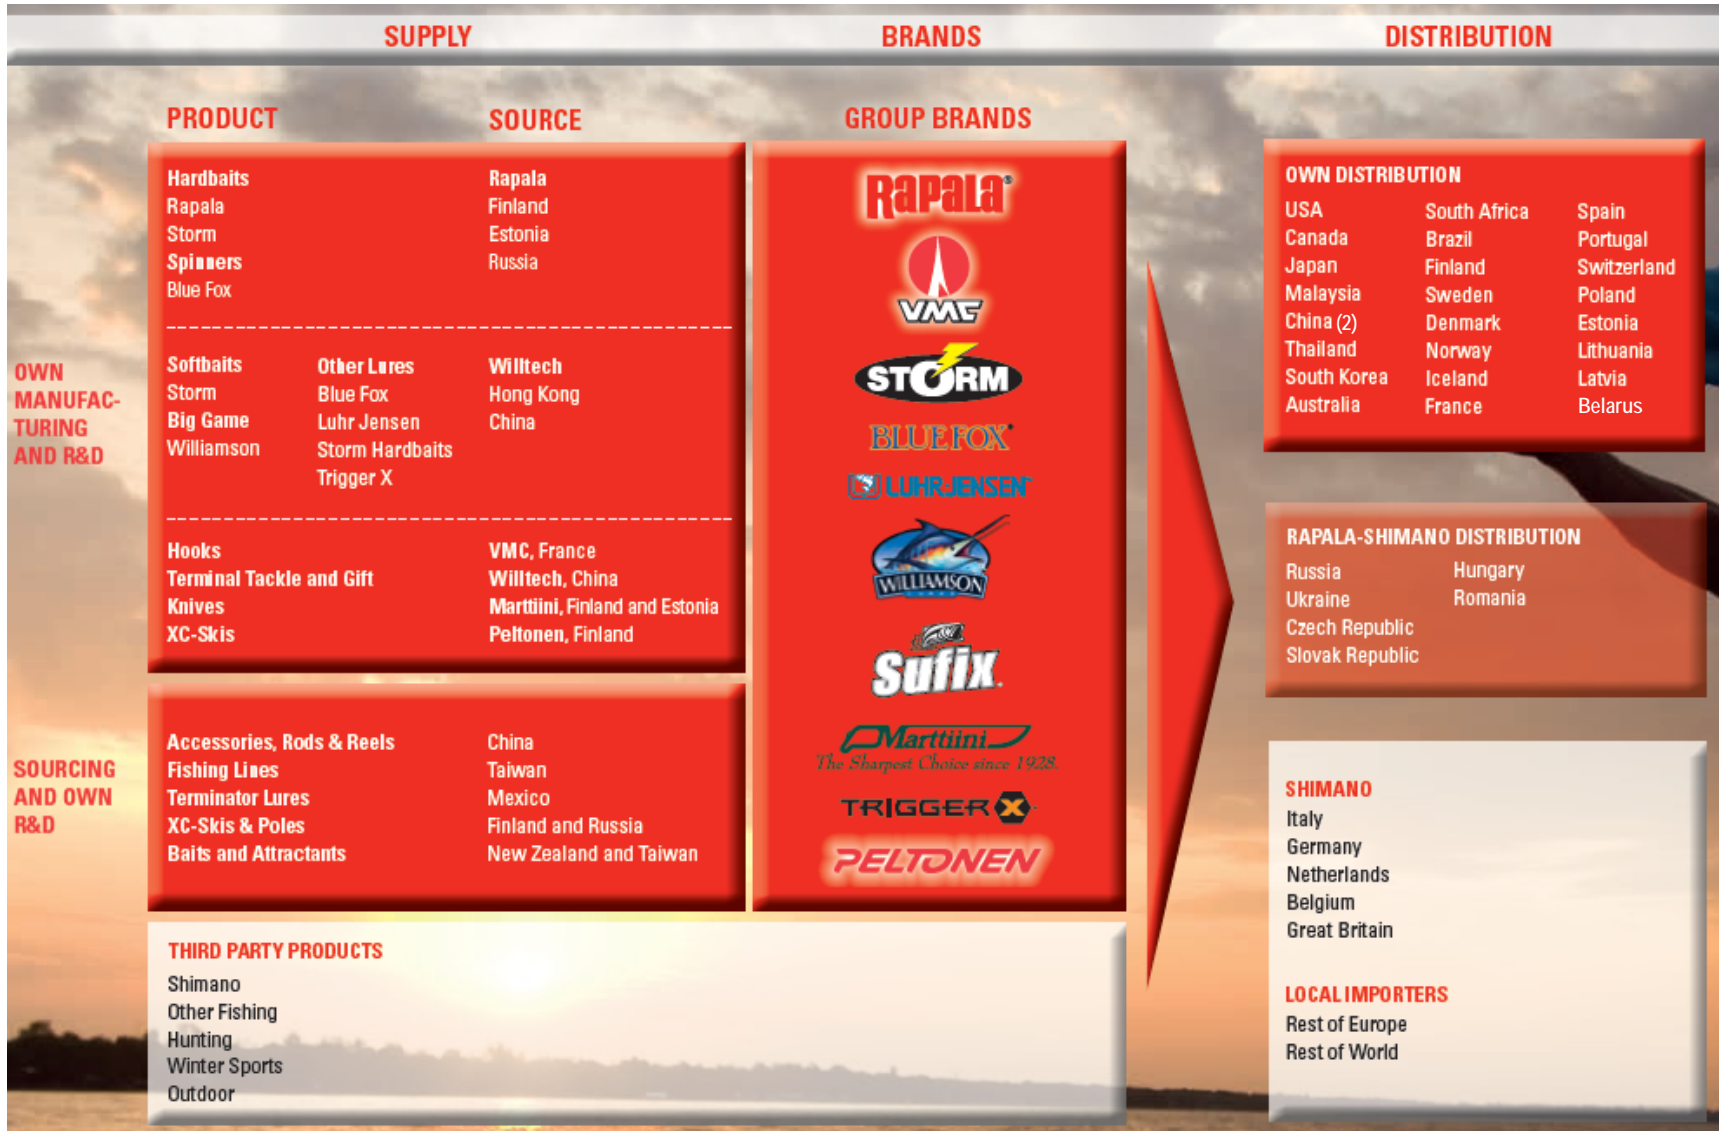 SUPPLY
BRANDS
DISTRIBUTION
PRODUCT
SOURCE
GROUP BRANDS
OWN MANUFAC-
TURING
AND R&D
Hardbaits
Rapala
Storm
Spinners
Blue Fox
Rapala
Finland
Estonia
Russia
Softbaits
Storm
Big Game
Williamson
Other Lures
Blue Fox
Luhr Jensen
Storm Hardbaits
Trigger X
Willtech
Hong Kong
China
Hooks
Terminal Tackle and Gift
Knives
XC-Skis
VMC, France
Willtech, China
Marttiini, Finland and Estonia
Peltonen, Finland
SOURCING
AND OWN
R&D
Accessories, Rods & Reels
Fishing Lines
Terminator Lures
XC-Skis & Poles
Baits and Attractants
China
Taiwan
Mexico
Finland and Russia
New Zealand and Taiwan
THIRD PARTY PRODUCTS
Shimano
Other Fishing
Hunting
Winter Sports
Outdoor
Rapala®
VMC
STORM
BLUE FOX
LUHR-JENSEN
WILLIAMSON
Sufix
Marttiini
The Sharpest Choice since 1928.
TRIGGER X
PELTONEN
OWN DISTRIBUTION
USA
Canada
Japan
Malaysia
China (2)
Thailand
South Korea
Australia
South Africa
Brazil
Finland
Sweden
Denmark
Norway
Iceland
France
Spain
Portugal
Switzerland
Poland
Estonia
Lithuania
Latvia
Belarus
RAPALA-SHIMANO DISTRIBUTION
Russia
Ukraine
Czech Republic
Slovak Republic
Hungary
Romania
SHIMANO
Italy
Germany
Netherlands
Belgium
Great Britain
LOCAL IMPORTERS
Rest of Europe
Rest of World